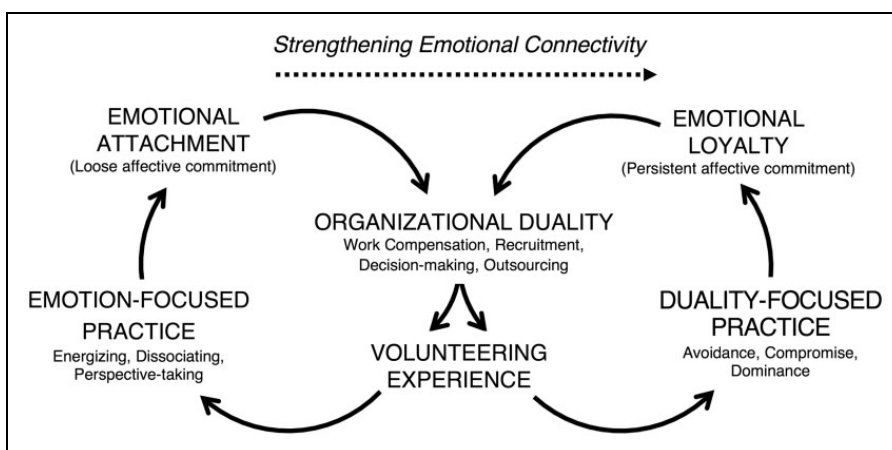 Strengthening Emotional Connectivity
EMOTIONAL
ATTACHMENT
(Loose affective commitment)
EMOTIONAL
LOYALTY
(Persistent affective commitment)
ORGANIZATIONAL DUALITY
Work Compensation, Recruitment,
Decision-making, Outsourcing
EMOTION-FOCUSED
PRACTICE
Energizing, Dissociating,
Perspective-taking
VOLUNTEERING
EXPERIENCE
DUALITY-FOCUSED
PRACTICE
Avoidance, Compromise,
Dominance